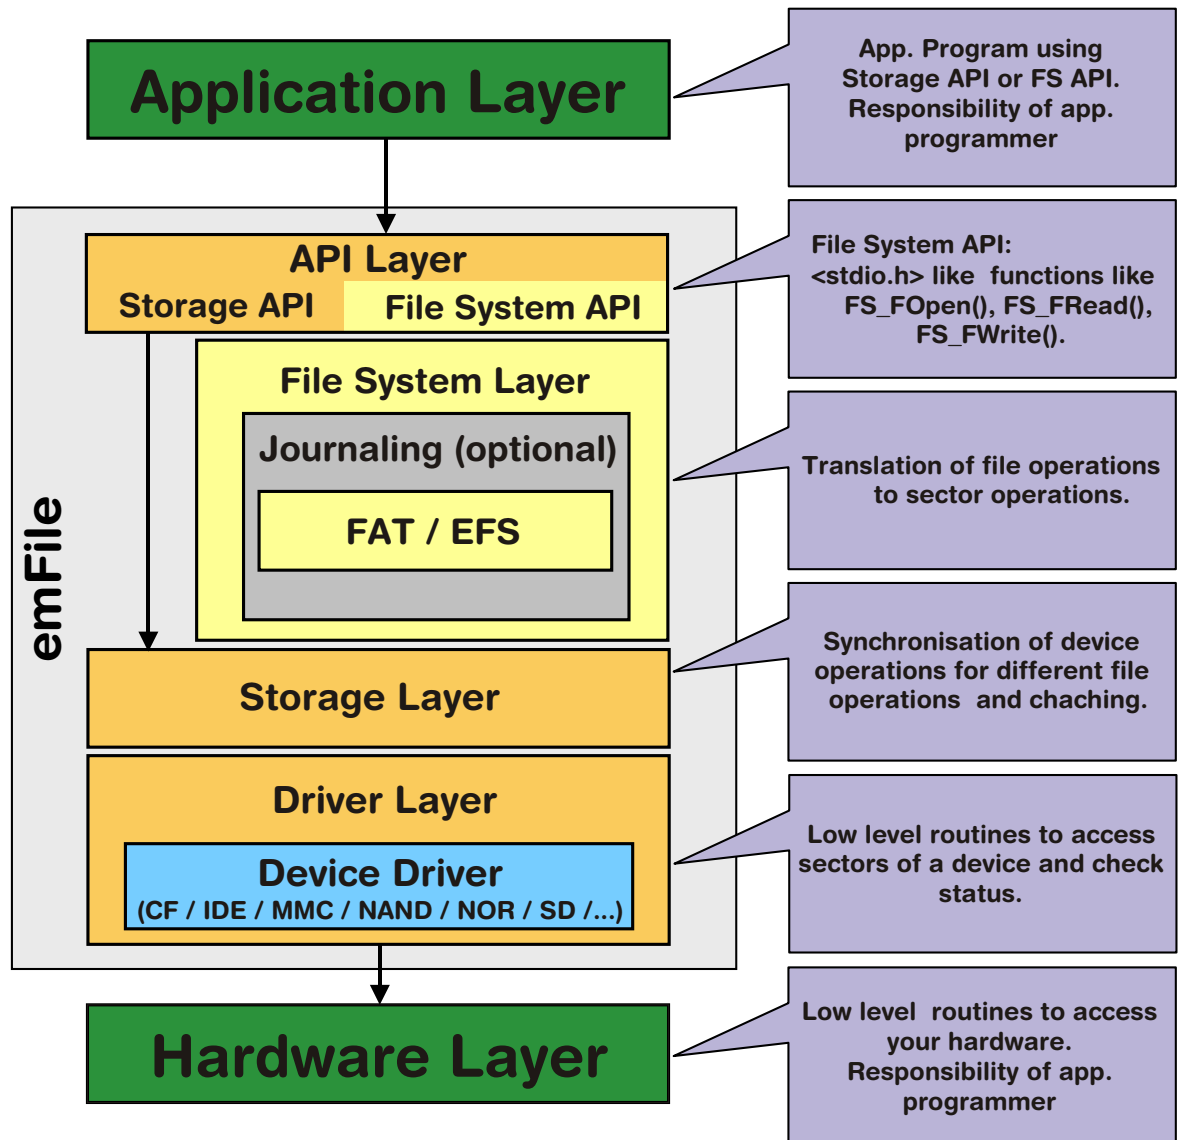 Application Layer
App. Program using
Storage API or FS API.
Responsibility of app.
programmer
emFile
API Layer
Storage API
File System API
File System API:
<stdio.h> like functions like
FS_FOpen(), FS_FRead(),
FS_FWrite().
File System Layer
Journaling (optional)
FAT / EFS
Translation of file operations
to sector operations.
Storage Layer
Synchronisation of device
operations for different file
operations and chaching.
Driver Layer
Device Driver
(CF / IDE / MMC / NAND / NOR / SD /...)
Low level routines to access
sectors of a device and check
status.
Hardware Layer
Low level routines to access
your hardware.
Responsibility of app.
programmer